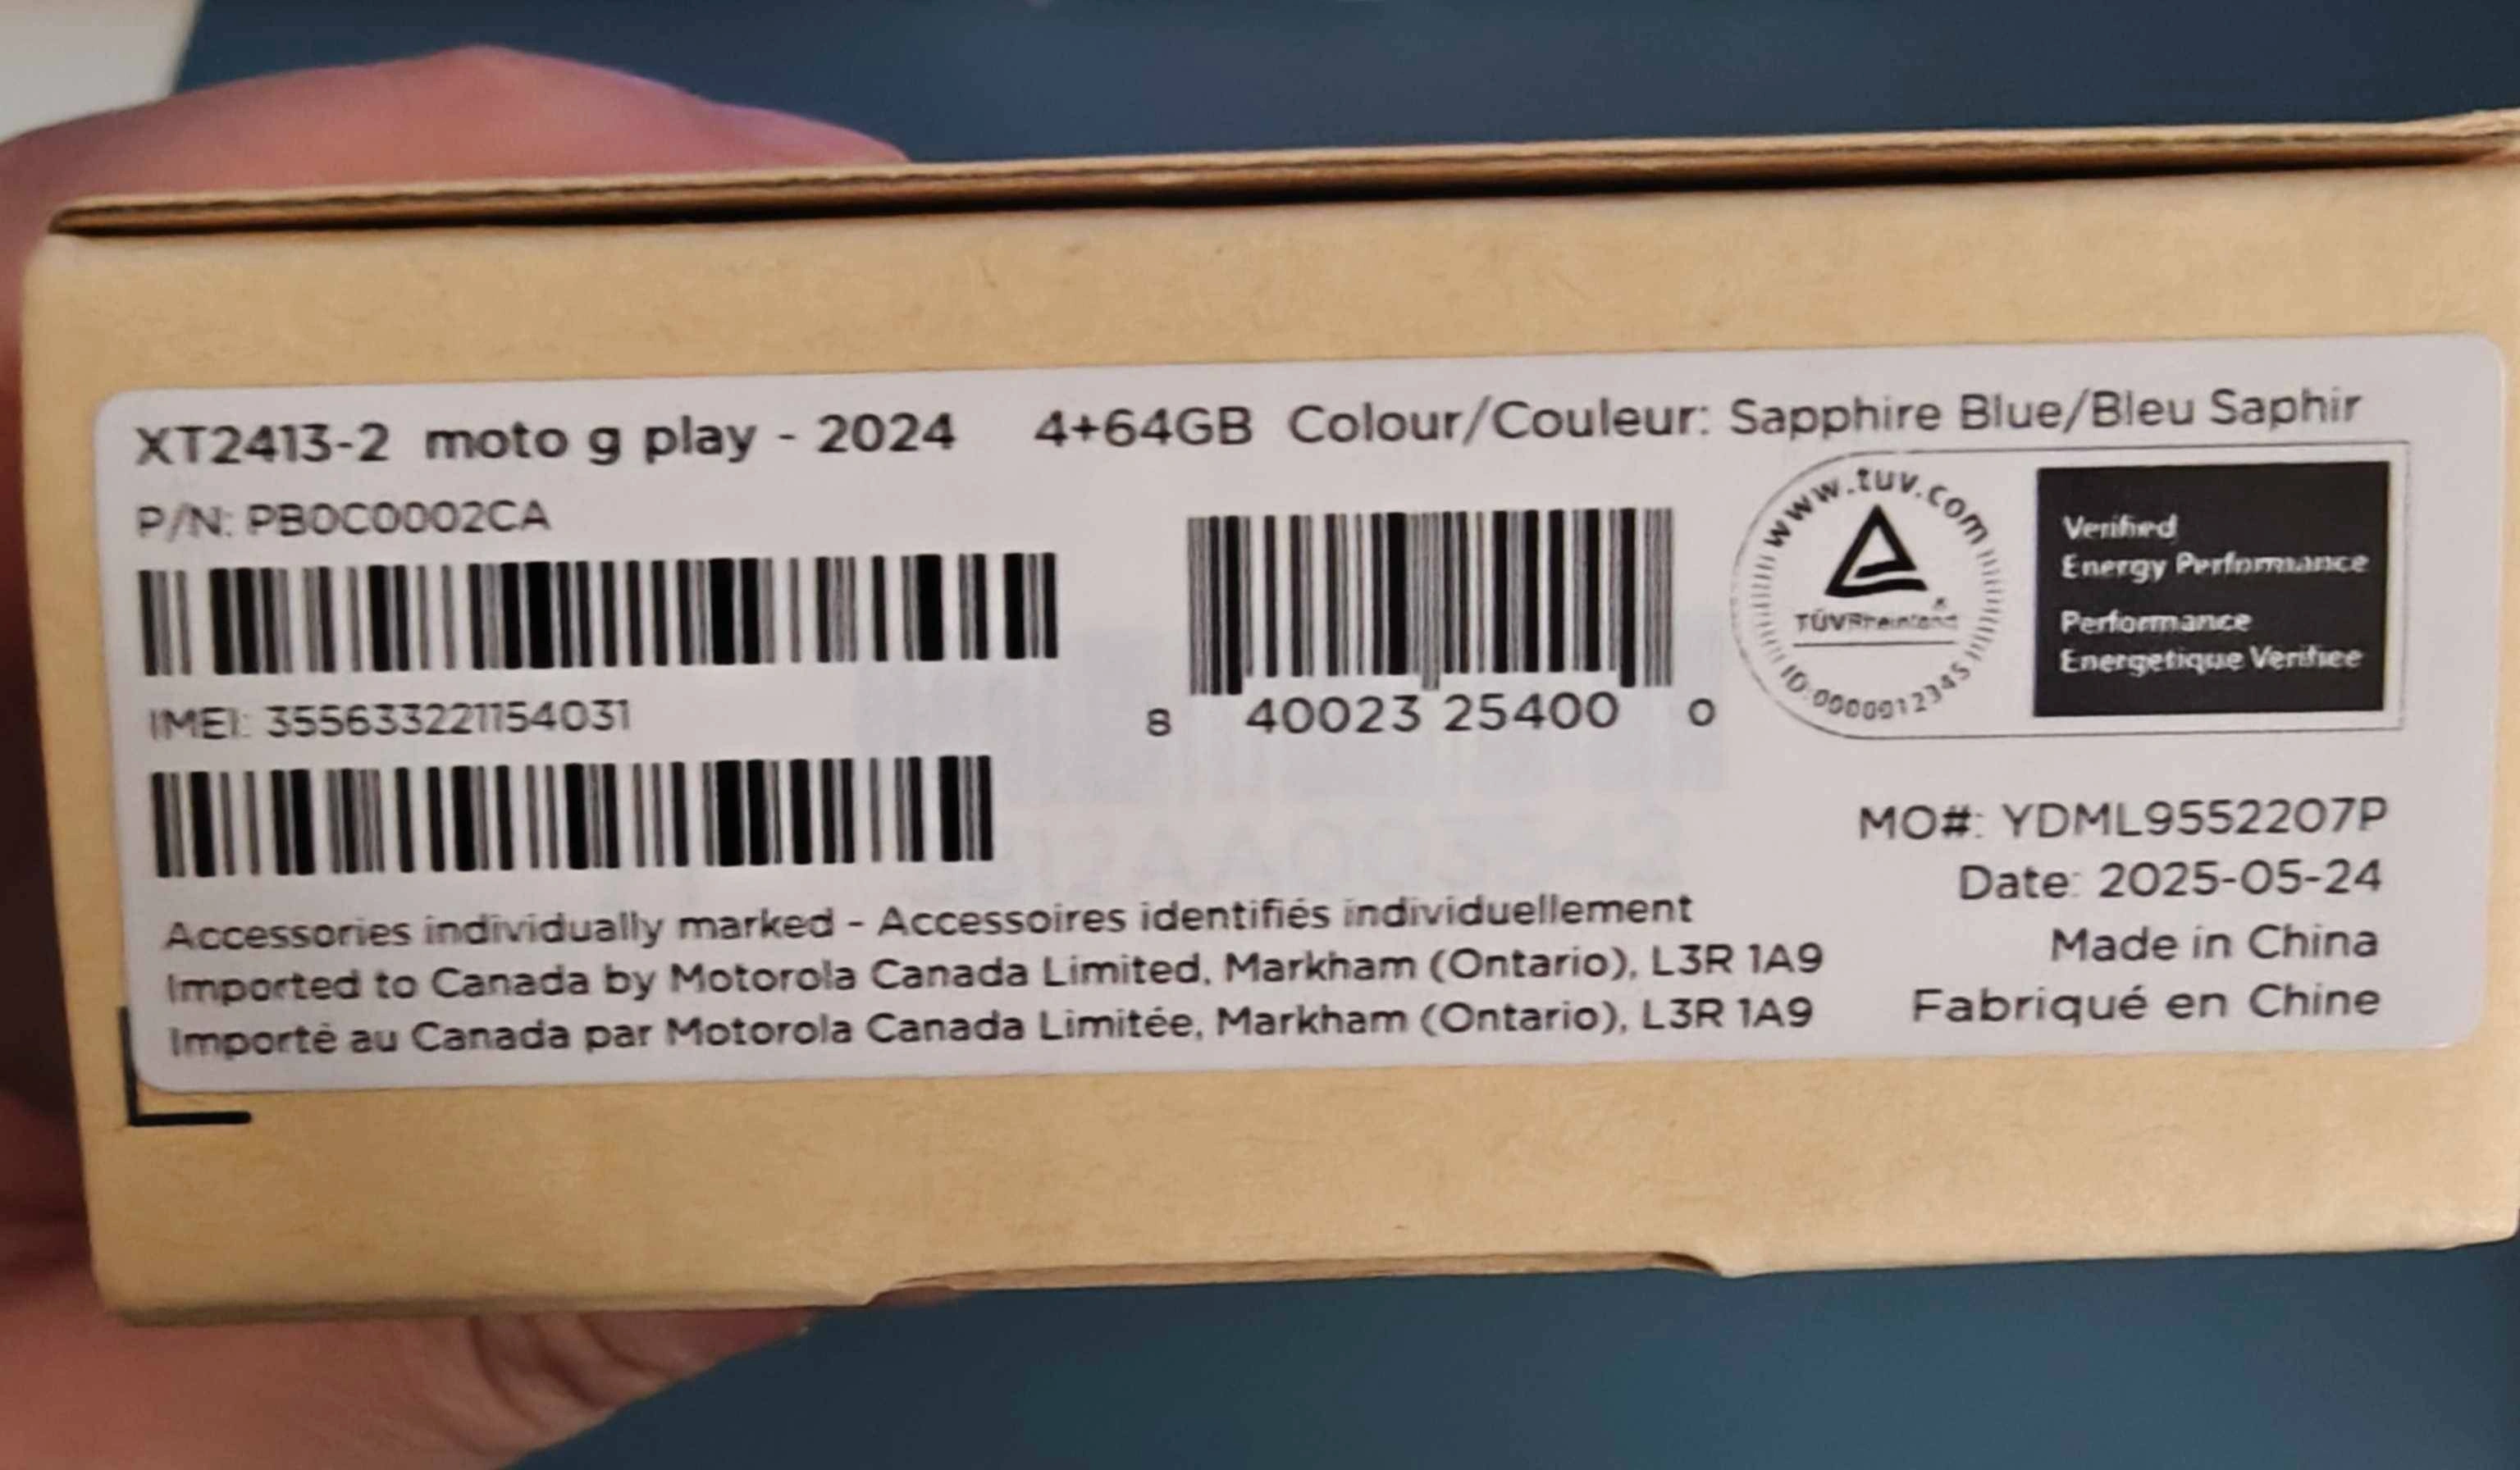 XT2413-2 moto g play - 2024 4+64GB Colour/Couleur: Sapphire Blue/Bleu Saphir
P/N: PB0C0002CA
IMEI: 355633221154031
8 40023 25400 0
www.tuv.com
TÜVRheinland®
ID:0000012345
Verified
Energy Performance
Performance
Energetique Verifiee
MO#: YDML9552207P
Date: 2025-05-24
Made in China
Fabriqué en Chine
Accessories individually marked - Accessoires identifiés individuellement
Imported to Canada by Motorola Canada Limited, Markham (Ontario), L3R 1A9
Importé au Canada par Motorola Canada Limitée, Markham (Ontario), L3R 1A9